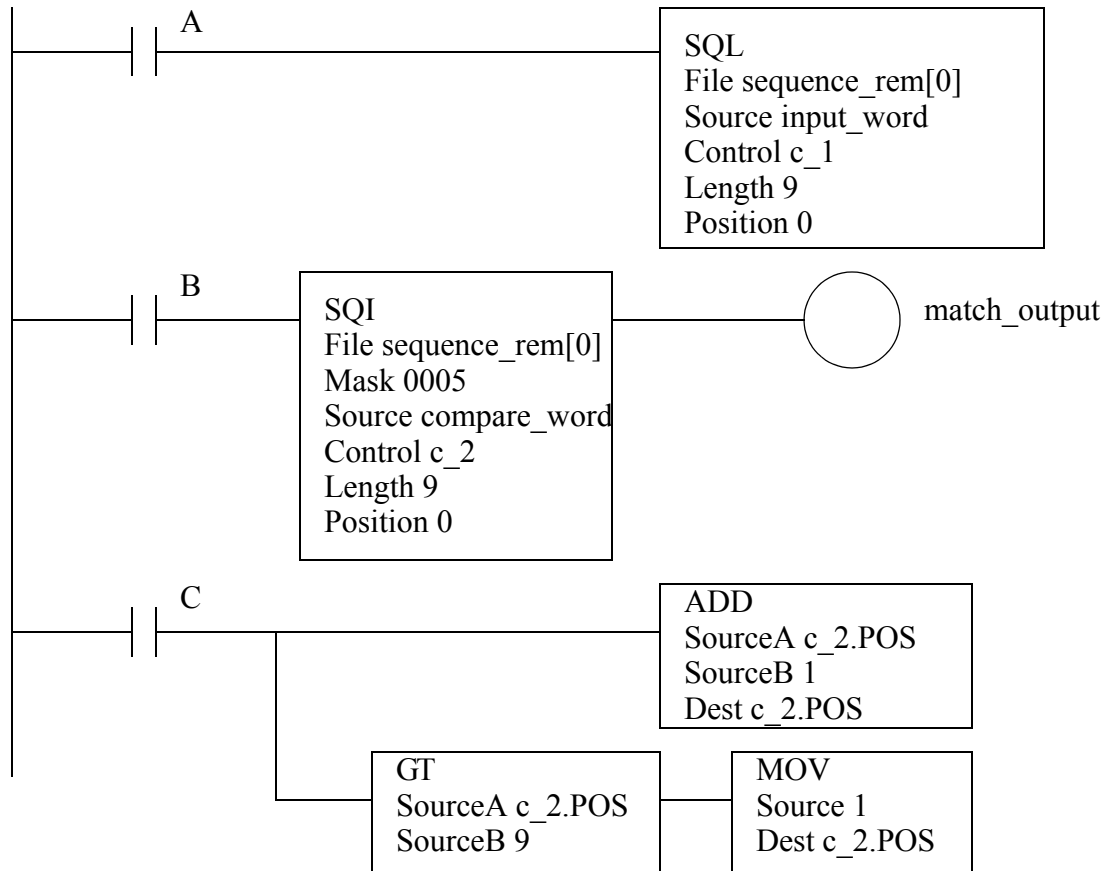 A
SQL
File sequence_rem[0]
Source input_word
Control c_1
Length 9
Position 0
B
SQI
File sequence_rem[0]
Mask 0005
Source compare_word
Control c_2
Length 9
Position 0
match_output
C
ADD
SourceA c_2.POS
SourceB 1
Dest c_2.POS
GT
SourceA c_2.POS
SourceB 9
MOV
Source 1
Dest c_2.POS